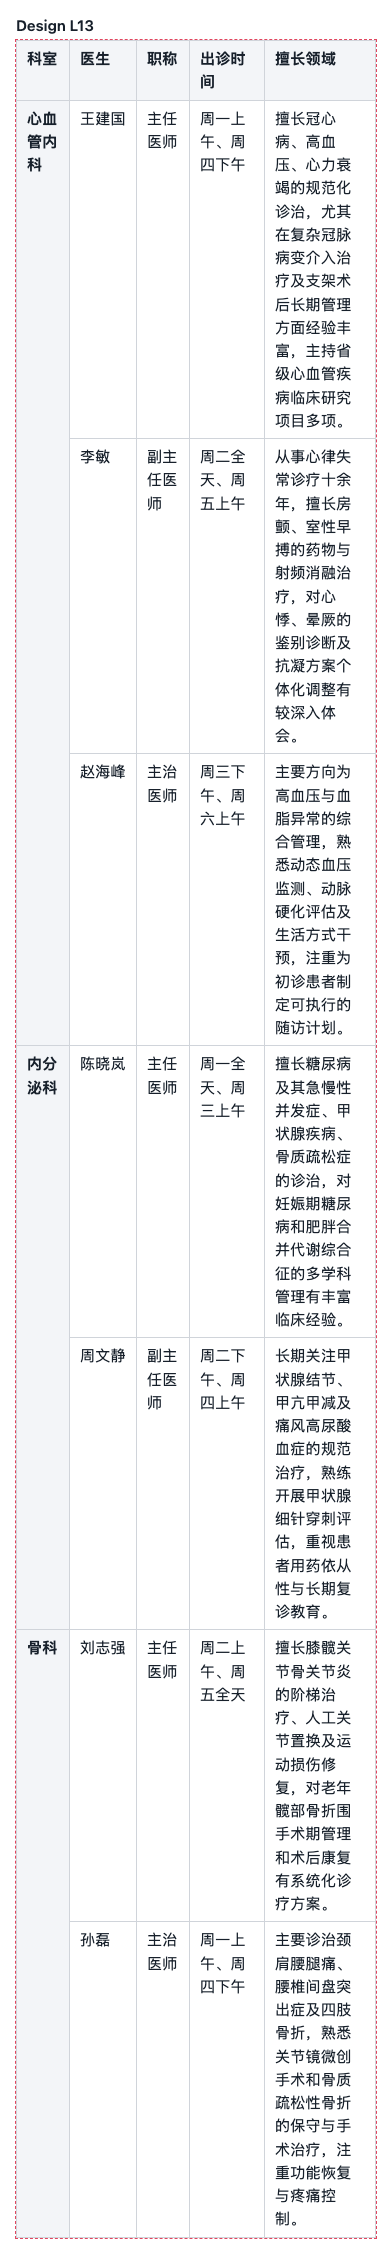 Design L13
科室 医生 职称 出诊时 擅长领域
间
心血 王建国 主任 周一上 擅长冠心
管内 医师 午、周 病、高血
科 四下午 压、心力衰
竭的规范化
诊治，尤其
在复杂冠脉
病变介入治
疗及支架术
后长期管理
方面经验丰
富，主持省
级心血管疾
病临床研究
项目多项。
李敏 副主 周二全 从事心律失
任医 天、周 常诊疗十余
师 五上午 年，擅长房
颤、室性早
搏的药物与
射频消融治
疗，对心
悸、晕厥的
鉴别诊断及
抗凝方案个
体化调整有
较深入体
会。
赵海峰 主治 周三下 主要方向为
医师 午、周 高血压与血
六上午 脂异常的综
合管理，熟
悉动态血压
监测、动脉
硬化评估及
生活方式干
预，注重为
初诊患者制
定可执行的
随访计划。
内分 陈晓岚 主任 周一全 擅长糖尿病
泌科 医师 天、周 及其急慢性
三上午 并发症、甲
状腺疾病、
骨质疏松症
的诊治，对
妊娠期糖尿
病和肥胖合
并代谢综合
征的多学科
管理有丰富
临床经验。
周文静 副主 周二下 长期关注甲
任医 午、周 状腺结节、
师 四上午 甲亢甲减及
痛风高尿酸
血症的规范
治疗，熟练
开展甲状腺
细针穿刺评
估，重视患
者用药依从
性与长期复
诊教育。
骨科 刘志强 主任 周二上 擅长膝髋关
医师 午、周 节骨关节炎
五全天 的阶梯治
疗、人工关
节置换及运
动损伤修
复，对老年
髋部骨折围
手术期管理
和术后康复
有系统化诊
疗方案。
孙磊 主治 周一上 主要诊治颈
医师 午、周 肩腰腿痛、
四下午 腰椎间盘突
出症及四肢
骨折，熟悉
关节镜微创
手术和骨质
疏松性骨折
的保守与手
术治疗，注
重功能恢复
与疼痛控
制。